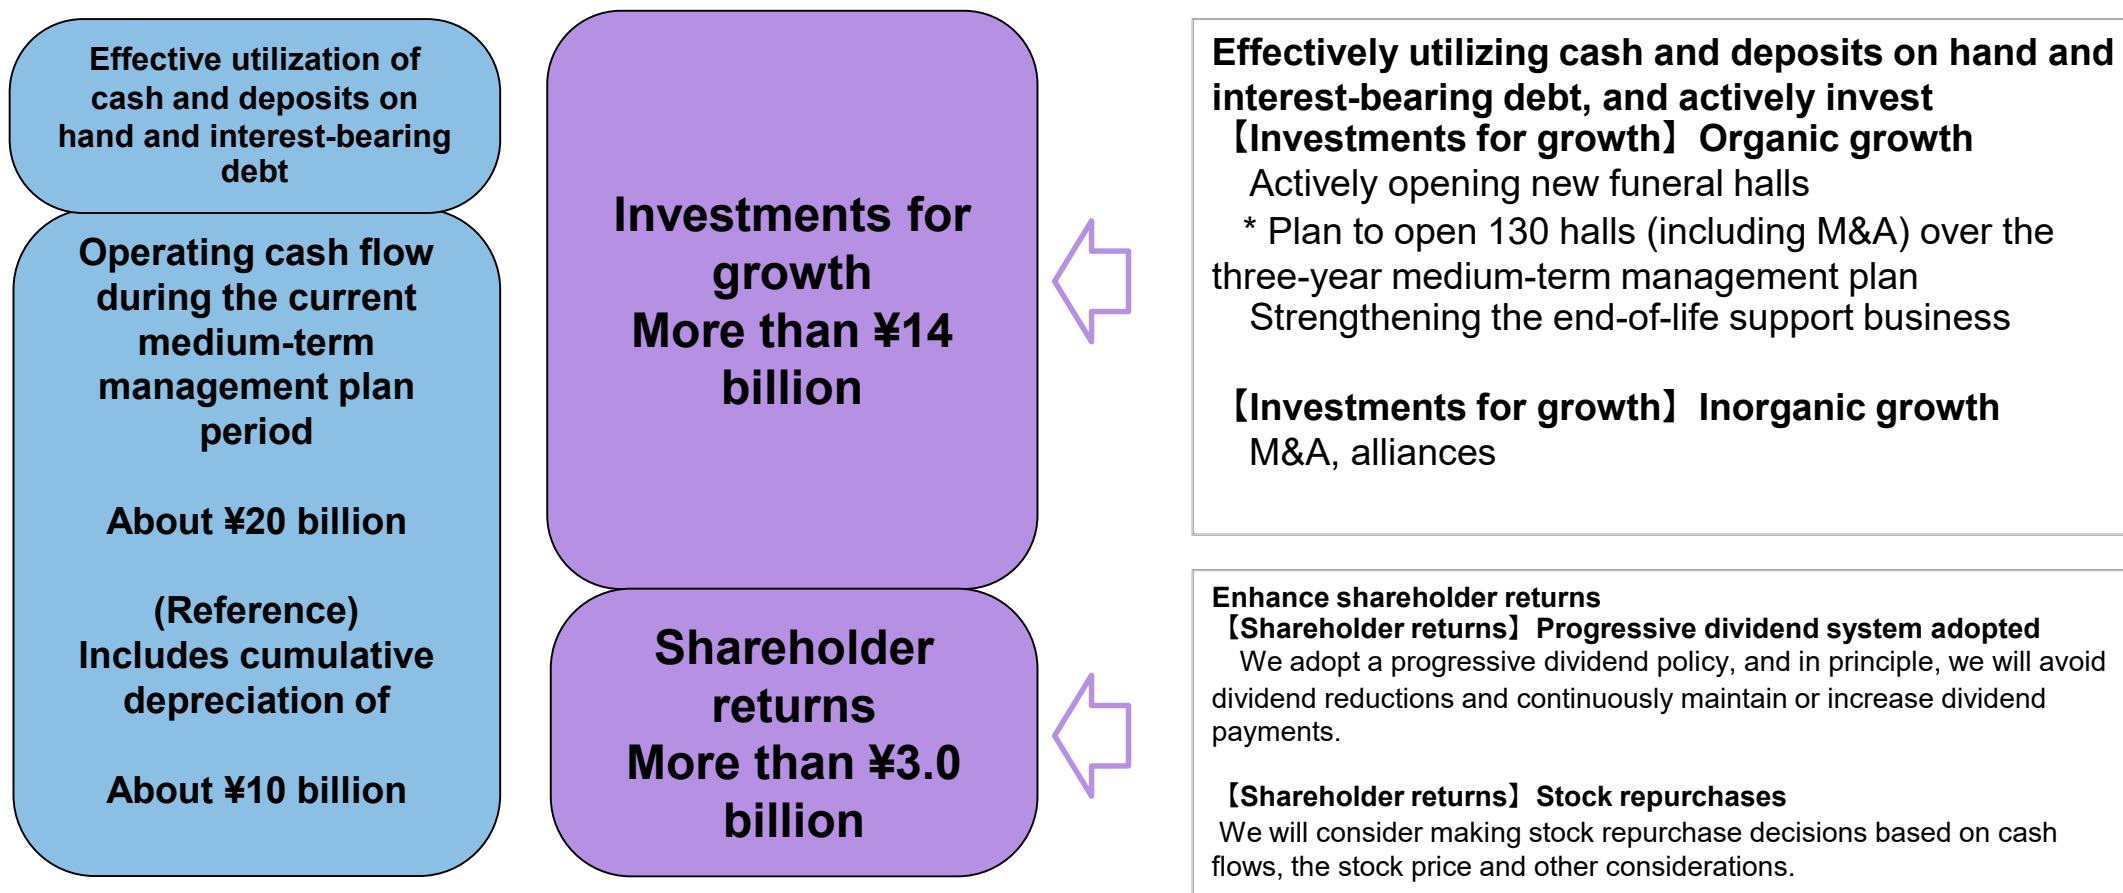 Effective utilization of
cash and deposits on
hand and interest-bearing
debt
Operating cash flow
during the current
medium-term
management plan
period
About ¥20 billion
(Reference)
Includes cumulative
depreciation of
About ¥10 billion
Investments for
growth
More than ¥14
billion
Shareholder
returns
More than ¥3.0
billion
Effectively utilizing cash and deposits on hand and
interest-bearing debt, and actively invest
【Investments for growth】Organic growth
Actively opening new funeral halls
* Plan to open 130 halls (including M&A) over the
three-year medium-term management plan
Strengthening the end-of-life support business
【Investments for growth】Inorganic growth
M&A, alliances
Enhance shareholder returns
【Shareholder returns】Progressive dividend system adopted
We adopt a progressive dividend policy, and in principle, we will avoid
dividend reductions and continuously maintain or increase dividend
payments.
【Shareholder returns】Stock repurchases
We will consider making stock repurchase decisions based on cash
flows, the stock price and other considerations.